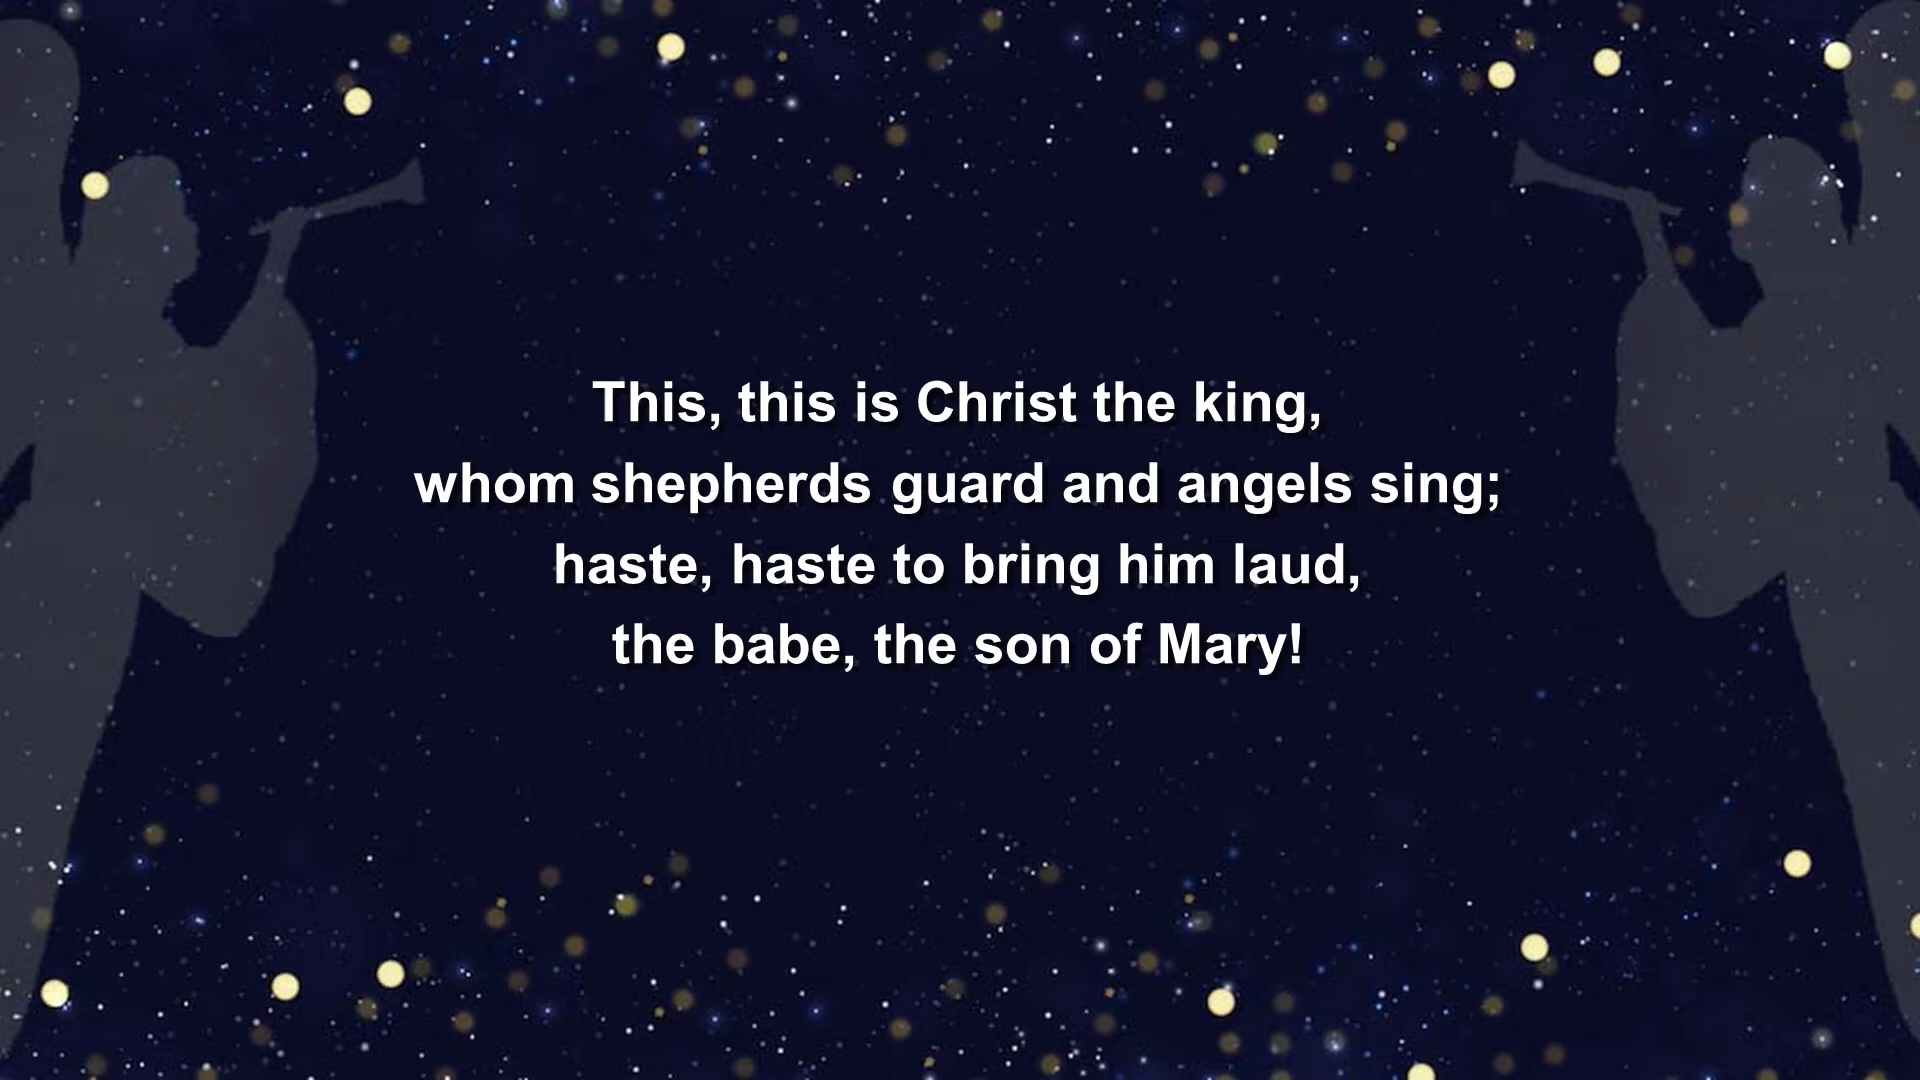 This, this is Christ the king,
whom shepherds guard and angels sing;
haste, haste to bring him laud,
the babe, the son of Mary!